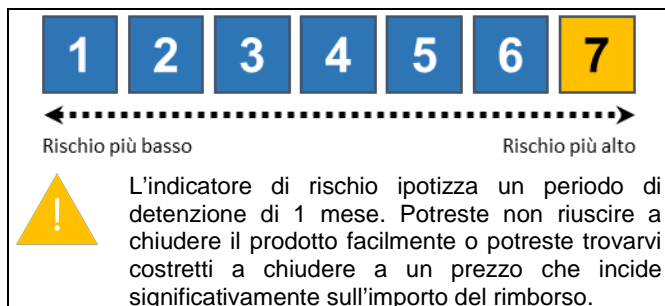 1 2 3 4 5 6 7
Rischio più basso Rischio più alto
!
L'indicatore di rischio ipotizza un periodo di
detenzione di 1 mese. Potreste non riuscire a
chiudere il prodotto facilmente o potreste trovarvi
costretti a chiudere a un prezzo che incide
significativamente sull'importo del rimborso.